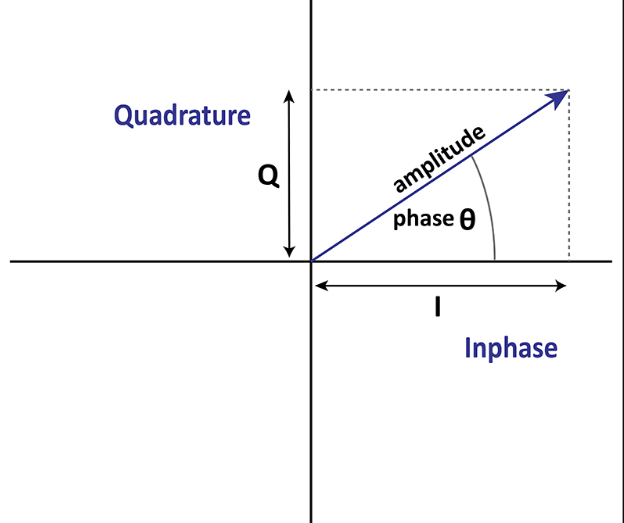 Quadrature
Q
amplitude
phase θ
I
Inphase